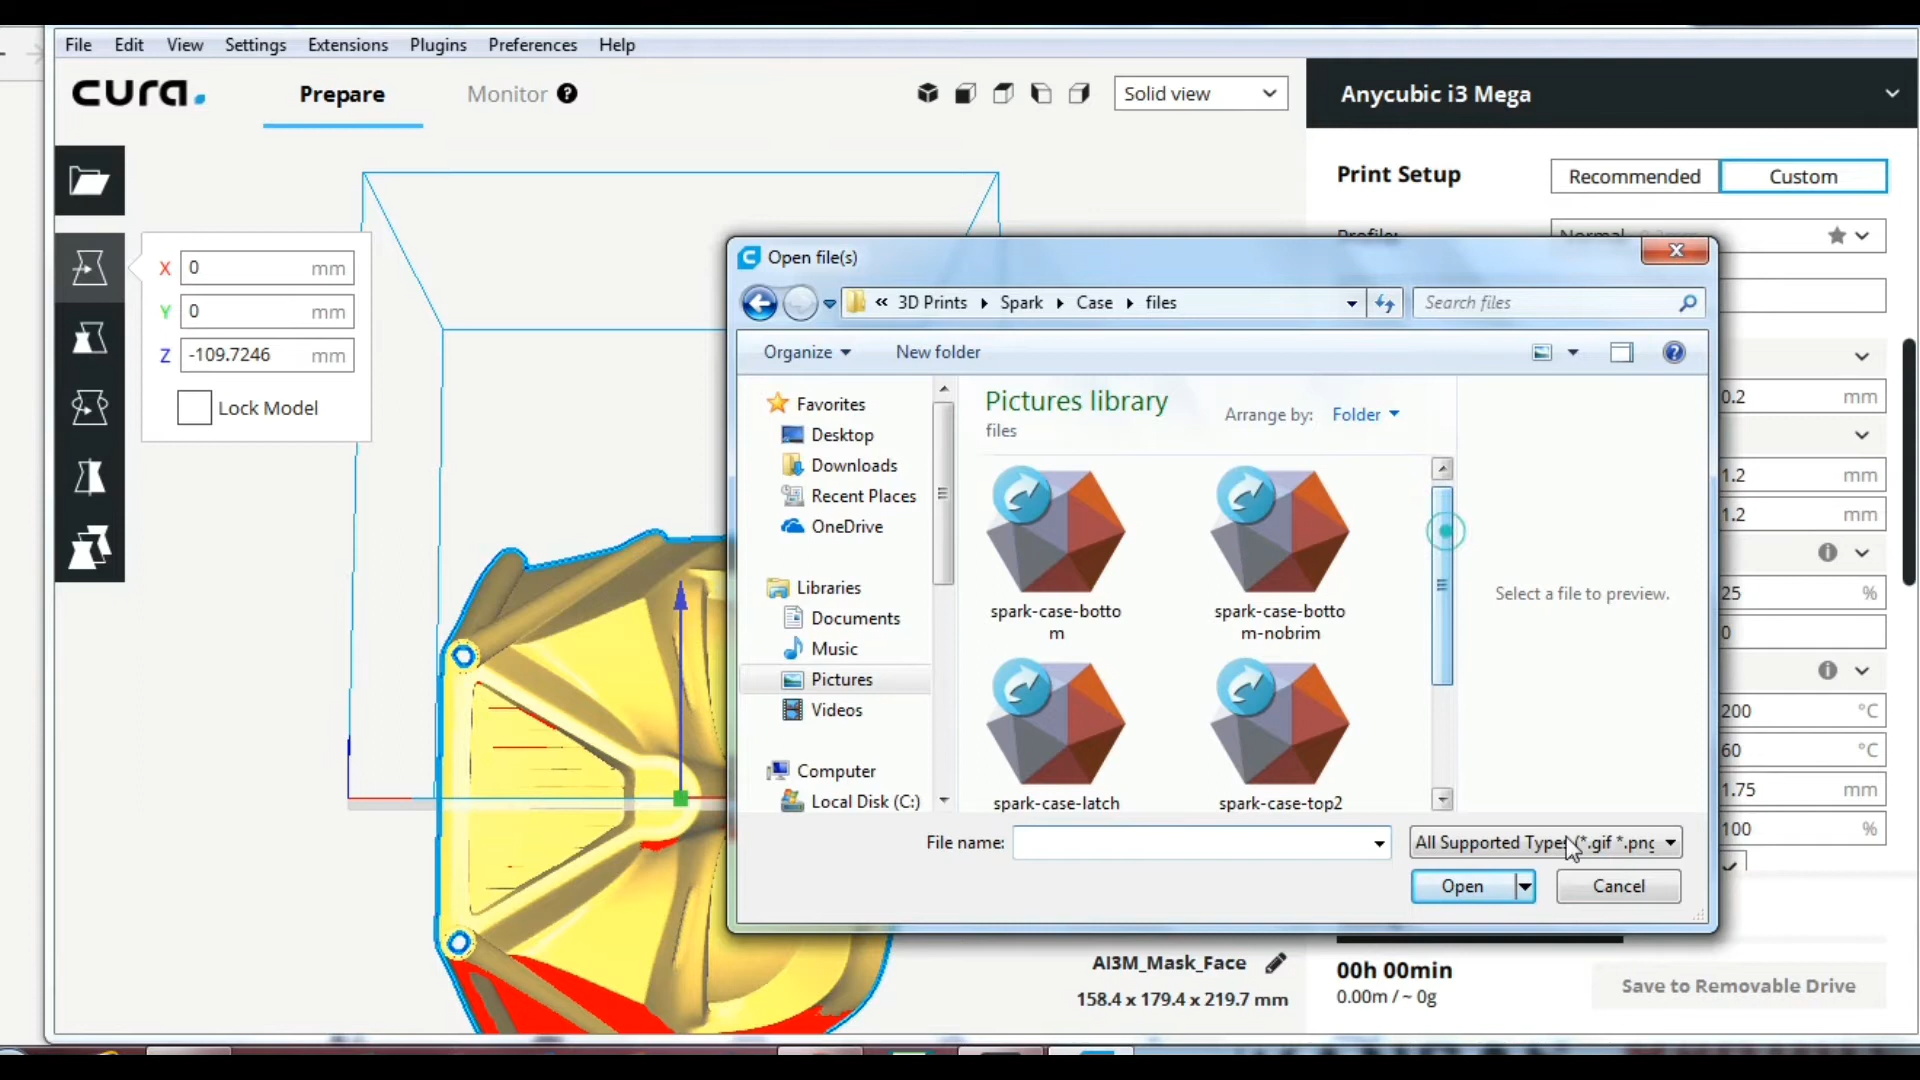 File Edit View Settings Extensions Plugins Preferences Help
cura.
Prepare
Monitor ?
Solid view
Anycubic i3 Mega
Print Setup
Recommended
Custom
X 0 mm
Y 0 mm
Z -109.7246 mm
Lock Model
Open file(s)
« 3D Prints Spark Case files
Search files
Organize
New folder
Favorites
Desktop
Downloads
Recent Places
OneDrive
Libraries
Documents
Music
Pictures
Videos
Computer
Local Disk (C:)
Pictures library
files
Arrange by: Folder
spark-case-botto
m
spark-case-botto
m-nobrim
spark-case-latch
spark-case-top2
Select a file to preview.
File name:
All Supported Types (*.gif *.png
Open
Cancel
0.2 mm
1.2 mm
1.2 mm
25 %
0
200 °C
60 °C
1.75 mm
100 %
AI3M_Mask_Face
158.4 x 179.4 x 219.7 mm
00h 00min
0.00m / ~ 0g
Save to Removable Drive